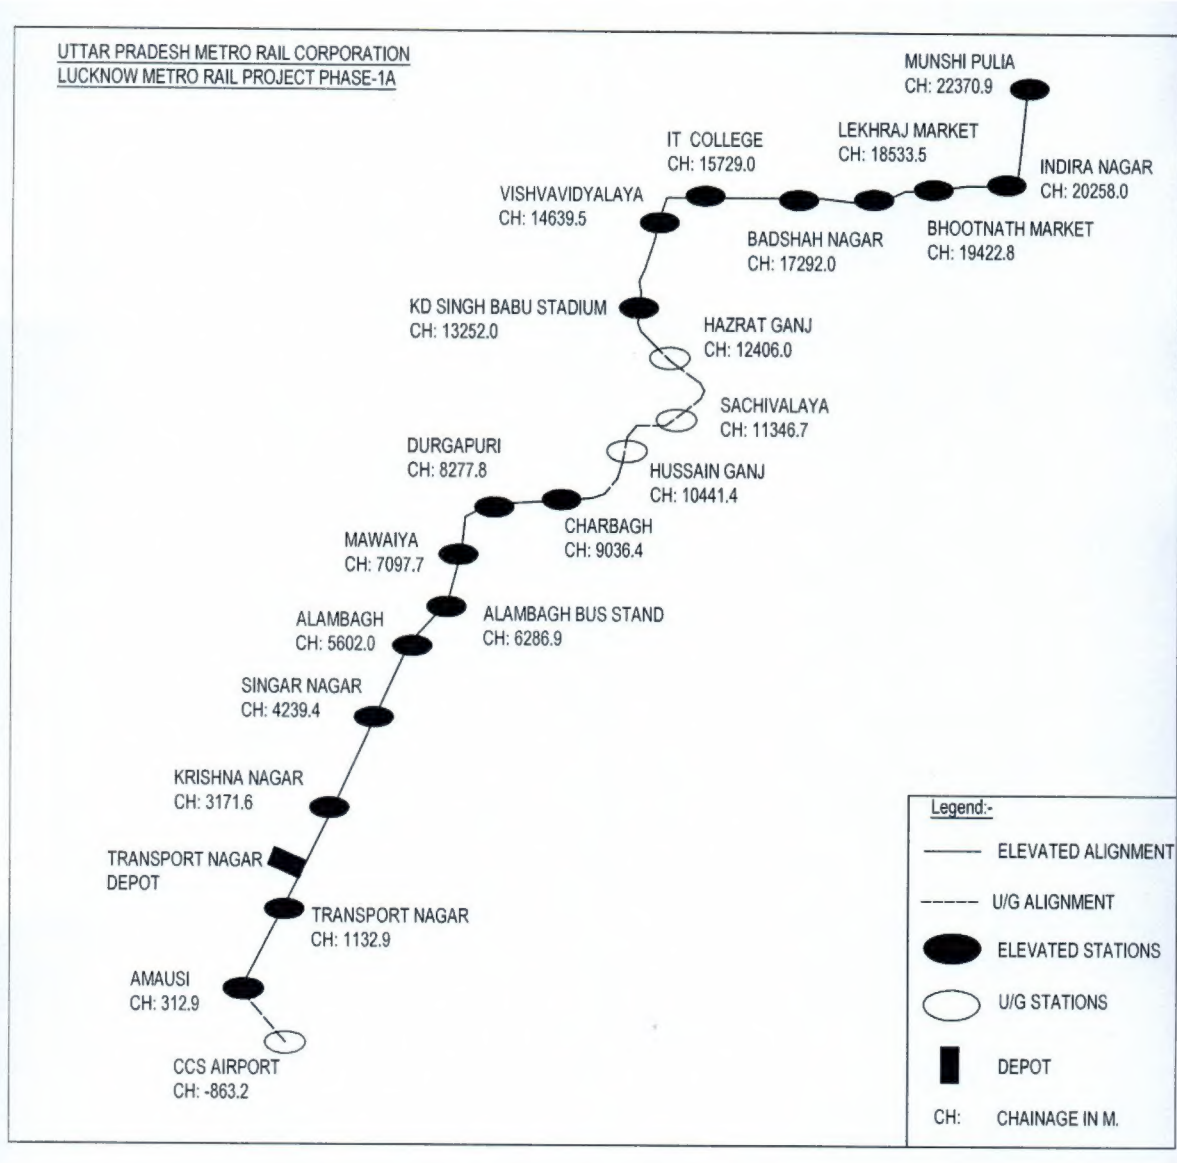 UTTAR PRADESH METRO RAIL CORPORATION
LUCKNOW METRO RAIL PROJECT PHASE-1A
MUNSHI PULIA
CH: 22370.9
LEKHRAJ MARKET
CH: 18533.5
IT COLLEGE
CH: 15729.0
INDIRA NAGAR
CH: 20258.0
VISHVAVIDYALAYA
CH: 14639.5
BHOOTNATH MARKET
CH: 19422.8
BADSHAH NAGAR
CH: 17292.0
KD SINGH BABU STADIUM
CH: 13252.0
HAZRAT GANJ
CH: 12406.0
SACHIVALAYA
CH: 11346.7
DURGAPURI
CH: 8277.8
HUSSAIN GANJ
CH: 10441.4
CHARBAGH
CH: 9036.4
MAWAIYA
CH: 7097.7
ALAMBAGH BUS STAND
CH: 6286.9
ALAMBAGH
CH: 5602.0
SINGAR NAGAR
CH: 4239.4
KRISHNA NAGAR
CH: 3171.6
TRANSPORT NAGAR
DEPOT
TRANSPORT NAGAR
CH: 1132.9
AMAUSI
CH: 312.9
CCS AIRPORT
CH: -863.2
Legend:-
ELEVATED ALIGNMENT
U/G ALIGNMENT
ELEVATED STATIONS
U/G STATIONS
DEPOT
CH: CHAINAGE IN M.